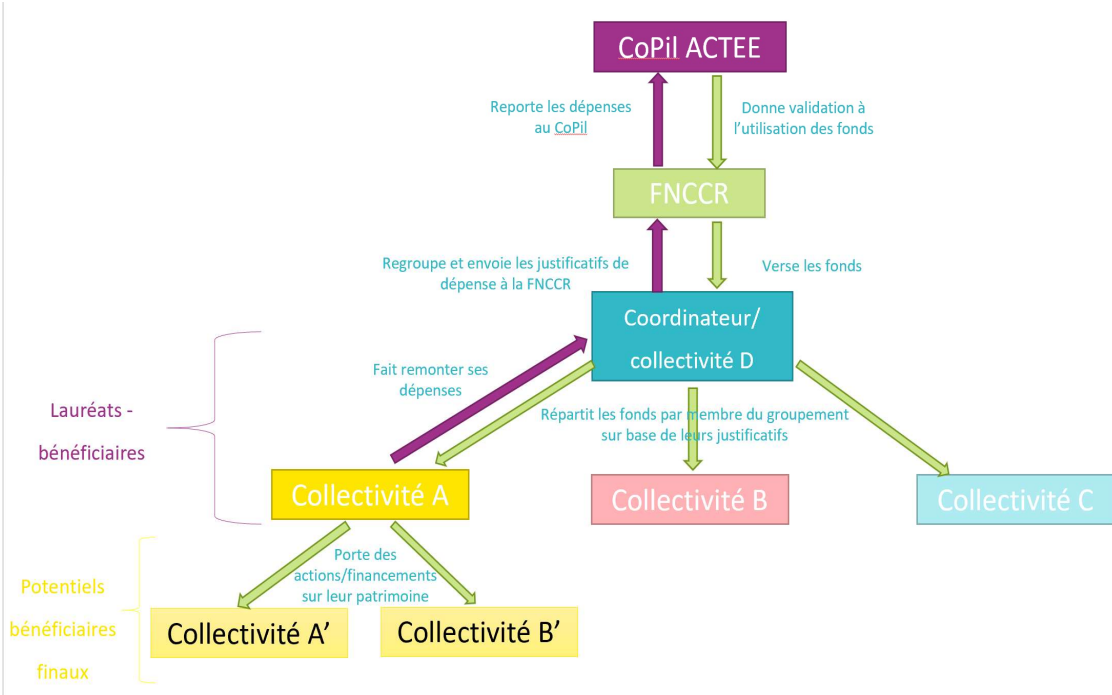 CoPil ACTEE
Reporte les dépenses
au CoPil
Donne validation à
l'utilisation des fonds
FNCCR
Regroupe et envoie les justificatifs de
dépense à la FNCCR
Verse les fonds
Coordinateur/
collectivité D
Fait remonter ses
dépenses
Lauréats -
bénéficiaires
Répartit les fonds par membre du groupement
sur base de leurs justificatifs
Collectivité A
Collectivité B
Collectivité C
Porte des
actions/financements
sur leur patrimoine
Potentiels
bénéficiaires
finaux
Collectivité A'
Collectivité B'